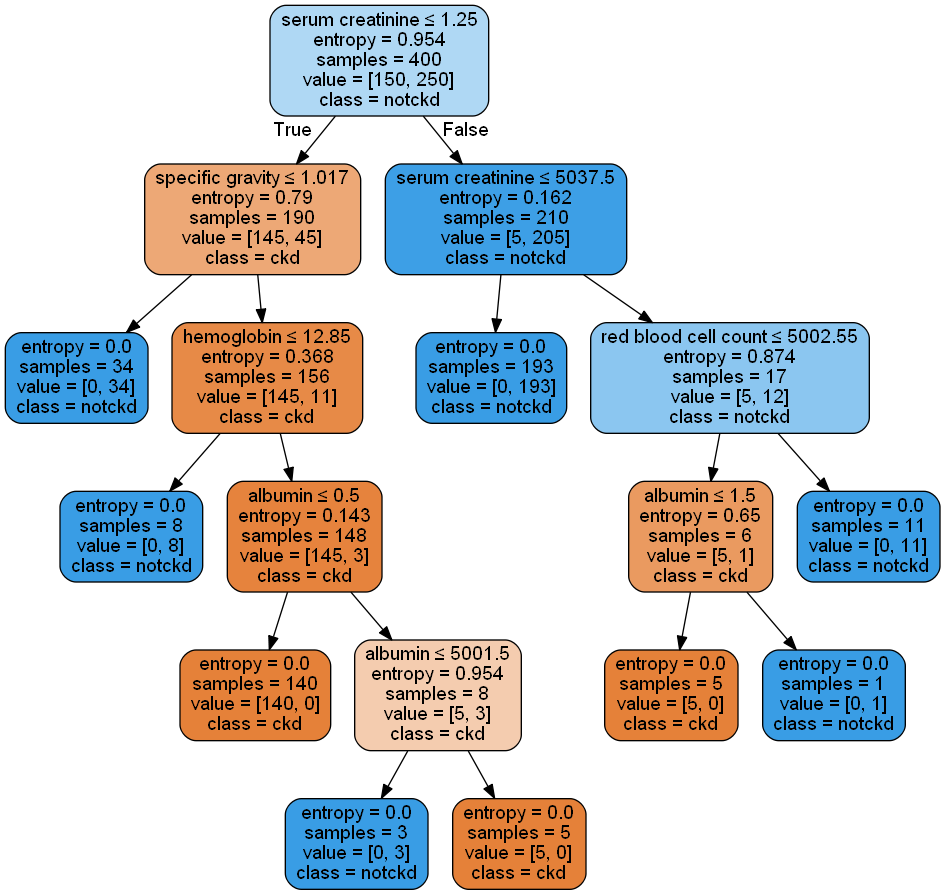 serum creatinine ≤ 1.25
entropy = 0.954
samples = 400
value = [150, 250]
class = notckd
True
False
specific gravity ≤ 1.017
entropy = 0.79
samples = 190
value = [145, 45]
class = ckd
serum creatinine ≤ 5037.5
entropy = 0.162
samples = 210
value = [5, 205]
class = notckd
entropy = 0.0
samples = 34
value = [0, 34]
class = notckd
hemoglobin ≤ 12.85
entropy = 0.368
samples = 156
value = [145, 11]
class = ckd
entropy = 0.0
samples = 193
value = [0, 193]
class = notckd
red blood cell count ≤ 5002.55
entropy = 0.874
samples = 17
value = [5, 12]
class = notckd
entropy = 0.0
samples = 8
value = [0, 8]
class = notckd
albumin ≤ 0.5
entropy = 0.143
samples = 148
value = [145, 3]
class = ckd
albumin ≤ 1.5
entropy = 0.65
samples = 6
value = [5, 1]
class = ckd
entropy = 0.0
samples = 11
value = [0, 11]
class = notckd
entropy = 0.0
samples = 140
value = [140, 0]
class = ckd
albumin ≤ 5001.5
entropy = 0.954
samples = 8
value = [5, 3]
class = ckd
entropy = 0.0
samples = 5
value = [5, 0]
class = ckd
entropy = 0.0
samples = 1
value = [0, 1]
class = notckd
entropy = 0.0
samples = 3
value = [0, 3]
class = notckd
entropy = 0.0
samples = 5
value = [5, 0]
class = ckd